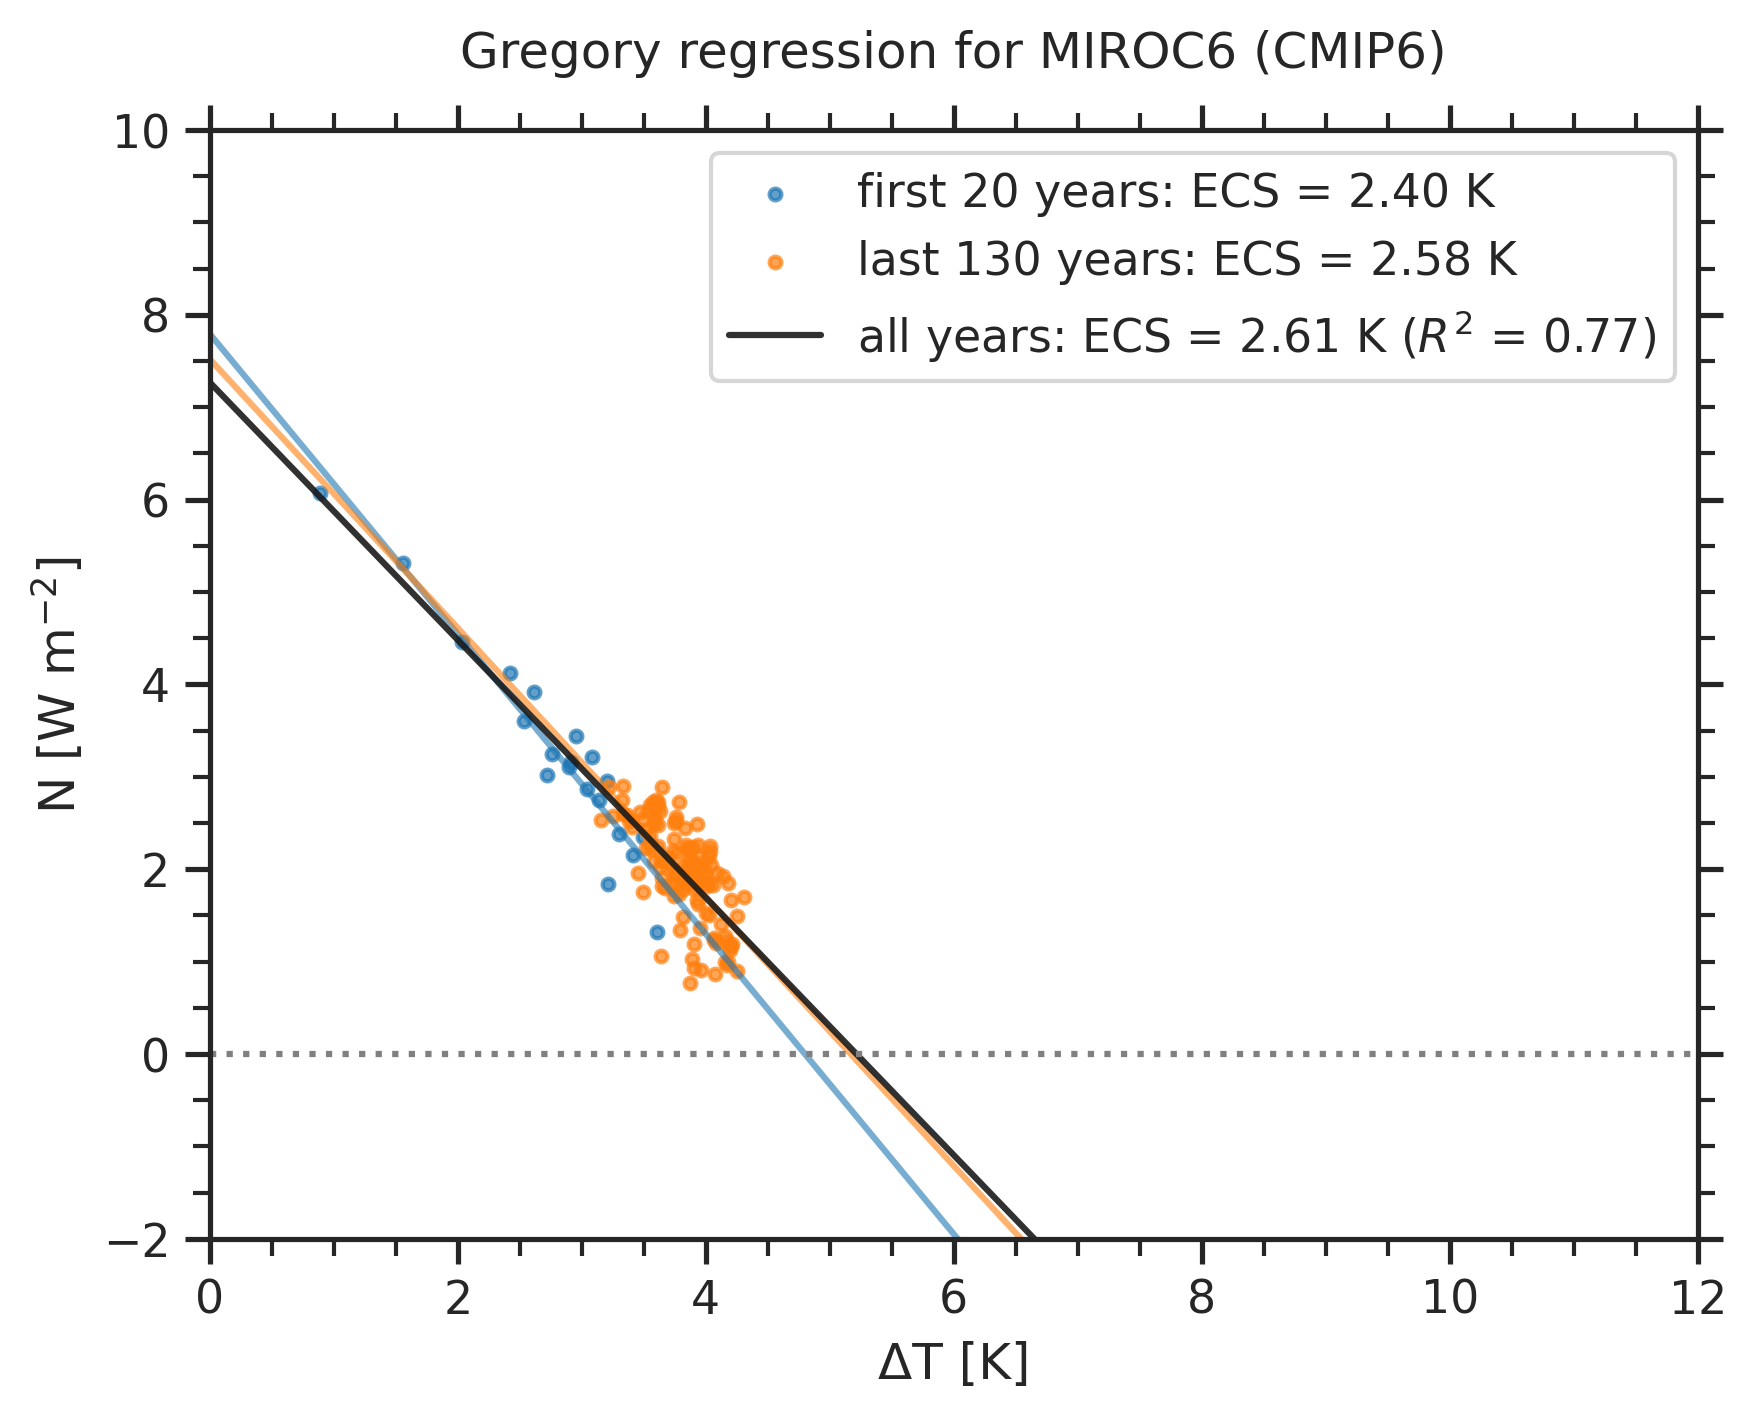 Gregory regression for MIROC6 (CMIP6)
first 20 years: ECS = 2.40 K
last 130 years: ECS = 2.58 K
all years: ECS = 2.61 K (R² = 0.77)
10
8
6
4
2
0
−2
N [W m⁻²]
0 2 4 6 8 10 12
ΔT [K]